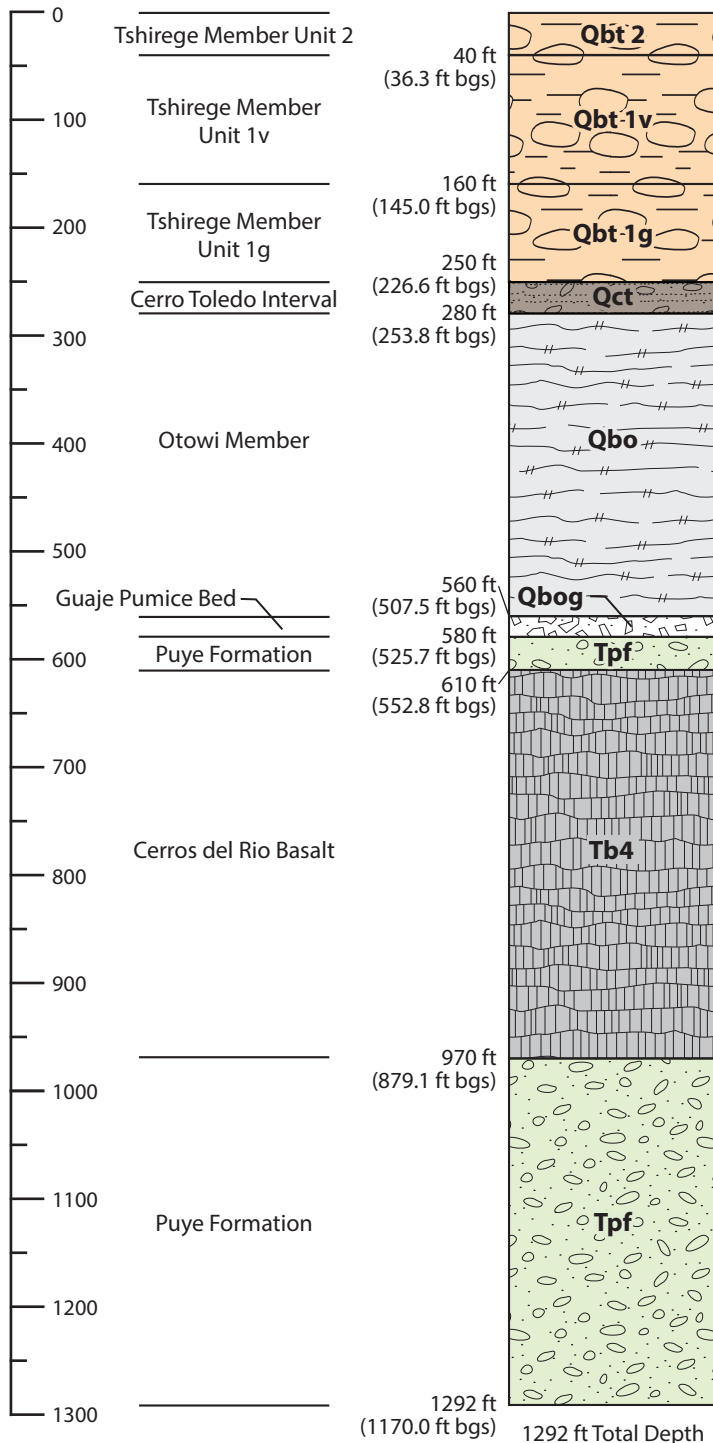 0
Tshirege Member Unit 2
Qbt 2
40 ft
(36.3 ft bgs)
100
Tshirege Member
Unit 1v
Qbt 1v
160 ft
(145.0 ft bgs)
200
Tshirege Member
Unit 1g
Qbt 1g
250 ft
(226.6 ft bgs)
Cerro Toledo Interval
Qct
280 ft
(253.8 ft bgs)
300
400
Otowi Member
Qbo
500
560 ft
(507.5 ft bgs)
Guaje Pumice Bed
Qbog
580 ft
(525.7 ft bgs)
600
Puye Formation
Tpf
610 ft
(552.8 ft bgs)
700
Cerros del Rio Basalt
Tb4
800
900
970 ft
(879.1 ft bgs)
1000
1100
Puye Formation
Tpf
1200
1292 ft
(1170.0 ft bgs)
1300
1292 ft Total Depth